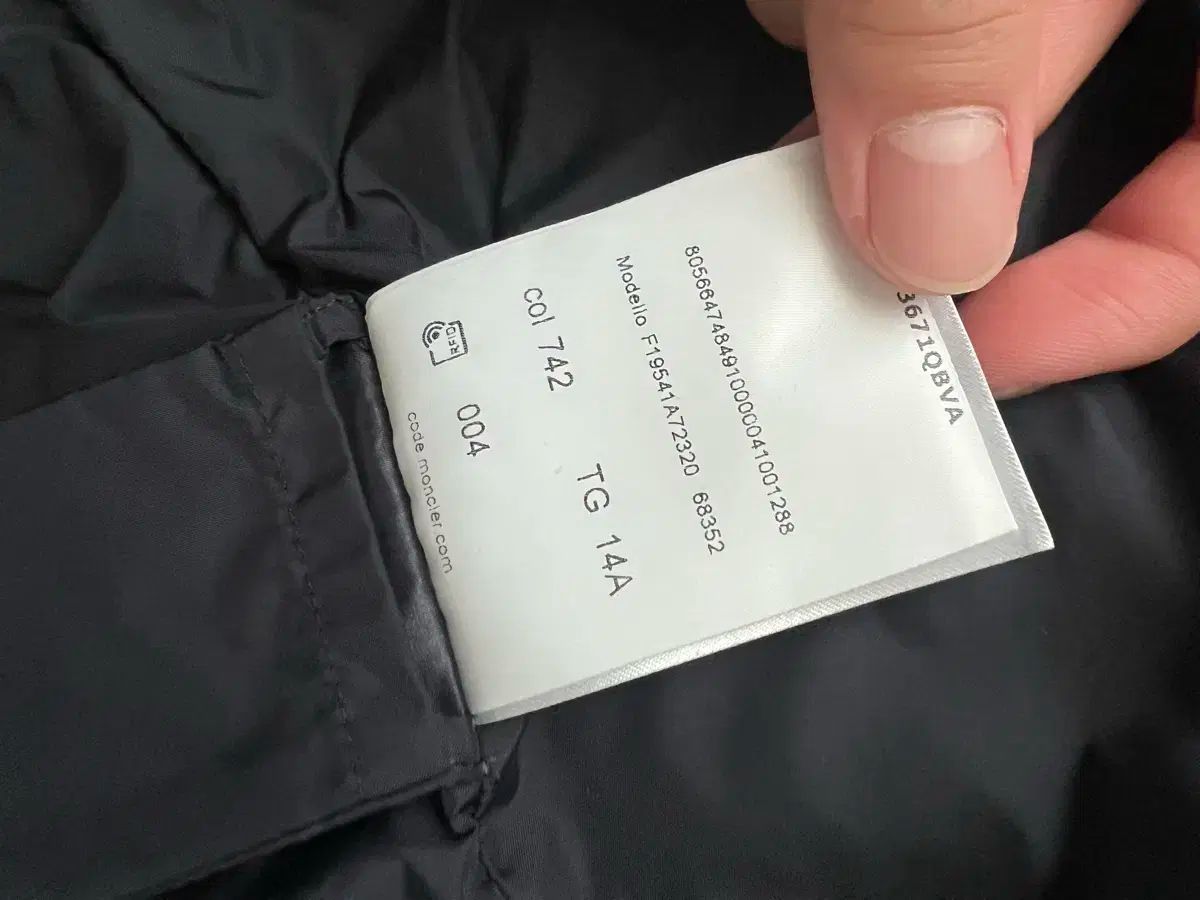 3671QBVA
8056647484910000041001288
Modello F19541A72320 68352
col 742 TG 14A
RFID 004
code.moncler.com